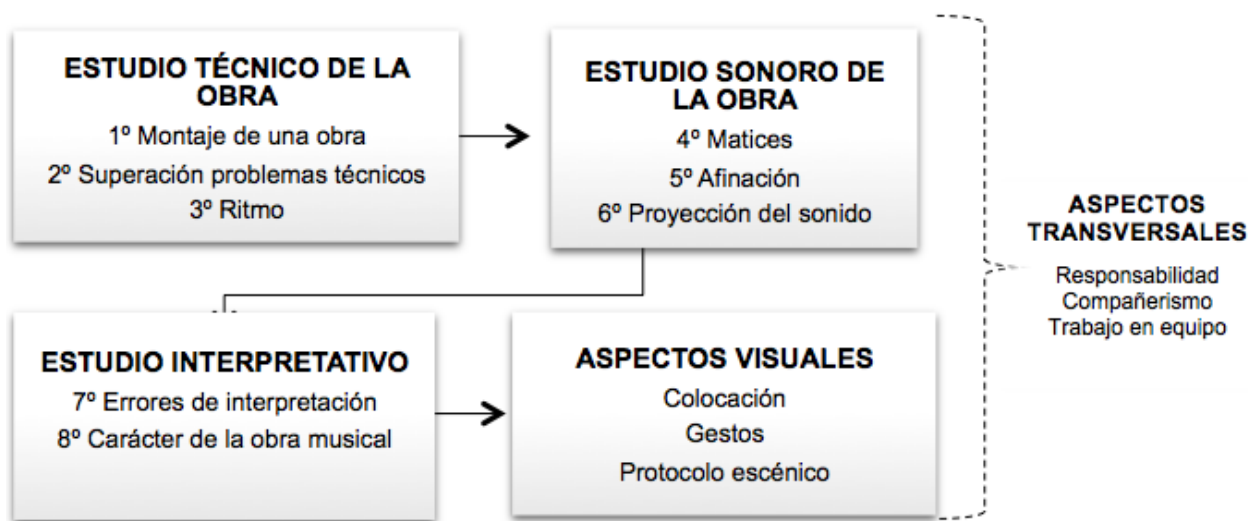 ESTUDIO TÉCNICO DE LA
OBRA
1º Montaje de una obra
2º Superación problemas técnicos
3º Ritmo
ESTUDIO SONORO DE
LA OBRA
4º Matices
5º Afinación
6º Proyección del sonido
ESTUDIO INTERPRETATIVO
7º Errores de interpretación
8º Carácter de la obra musical
ASPECTOS VISUALES
Colocación
Gestos
Protocolo escénico
ASPECTOS
TRANSVERSALES
Responsabilidad
Compañerismo
Trabajo en equipo